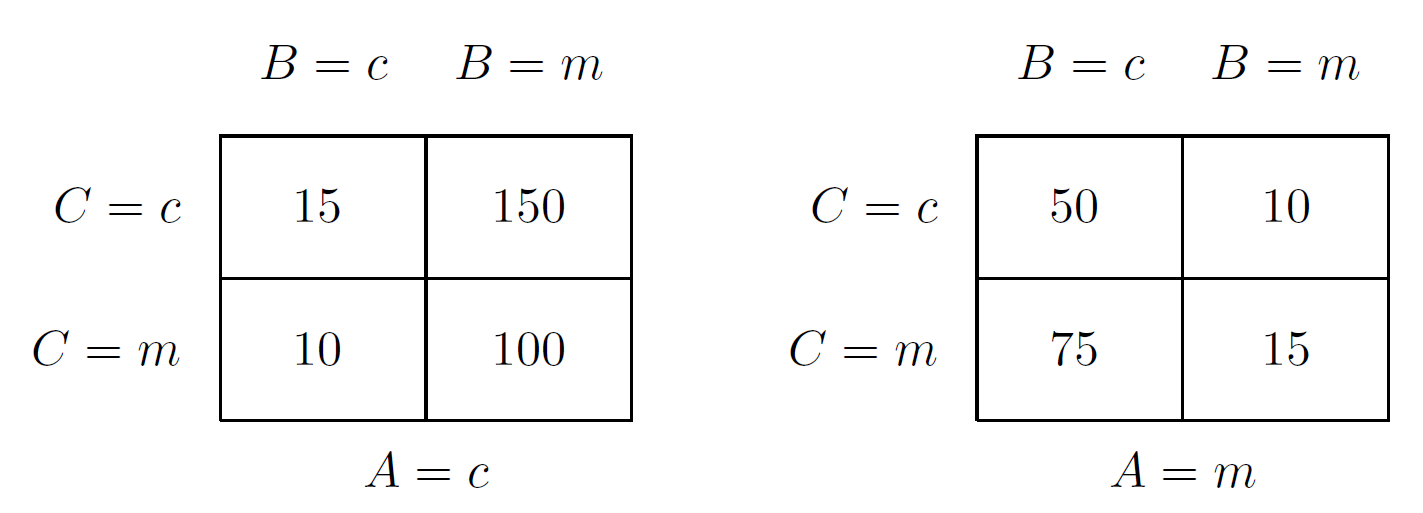 B = c B = m B = c B = m
C = c 15 150 C = c 50 10
C = m 10 100 C = m 75 15
A = c A = m